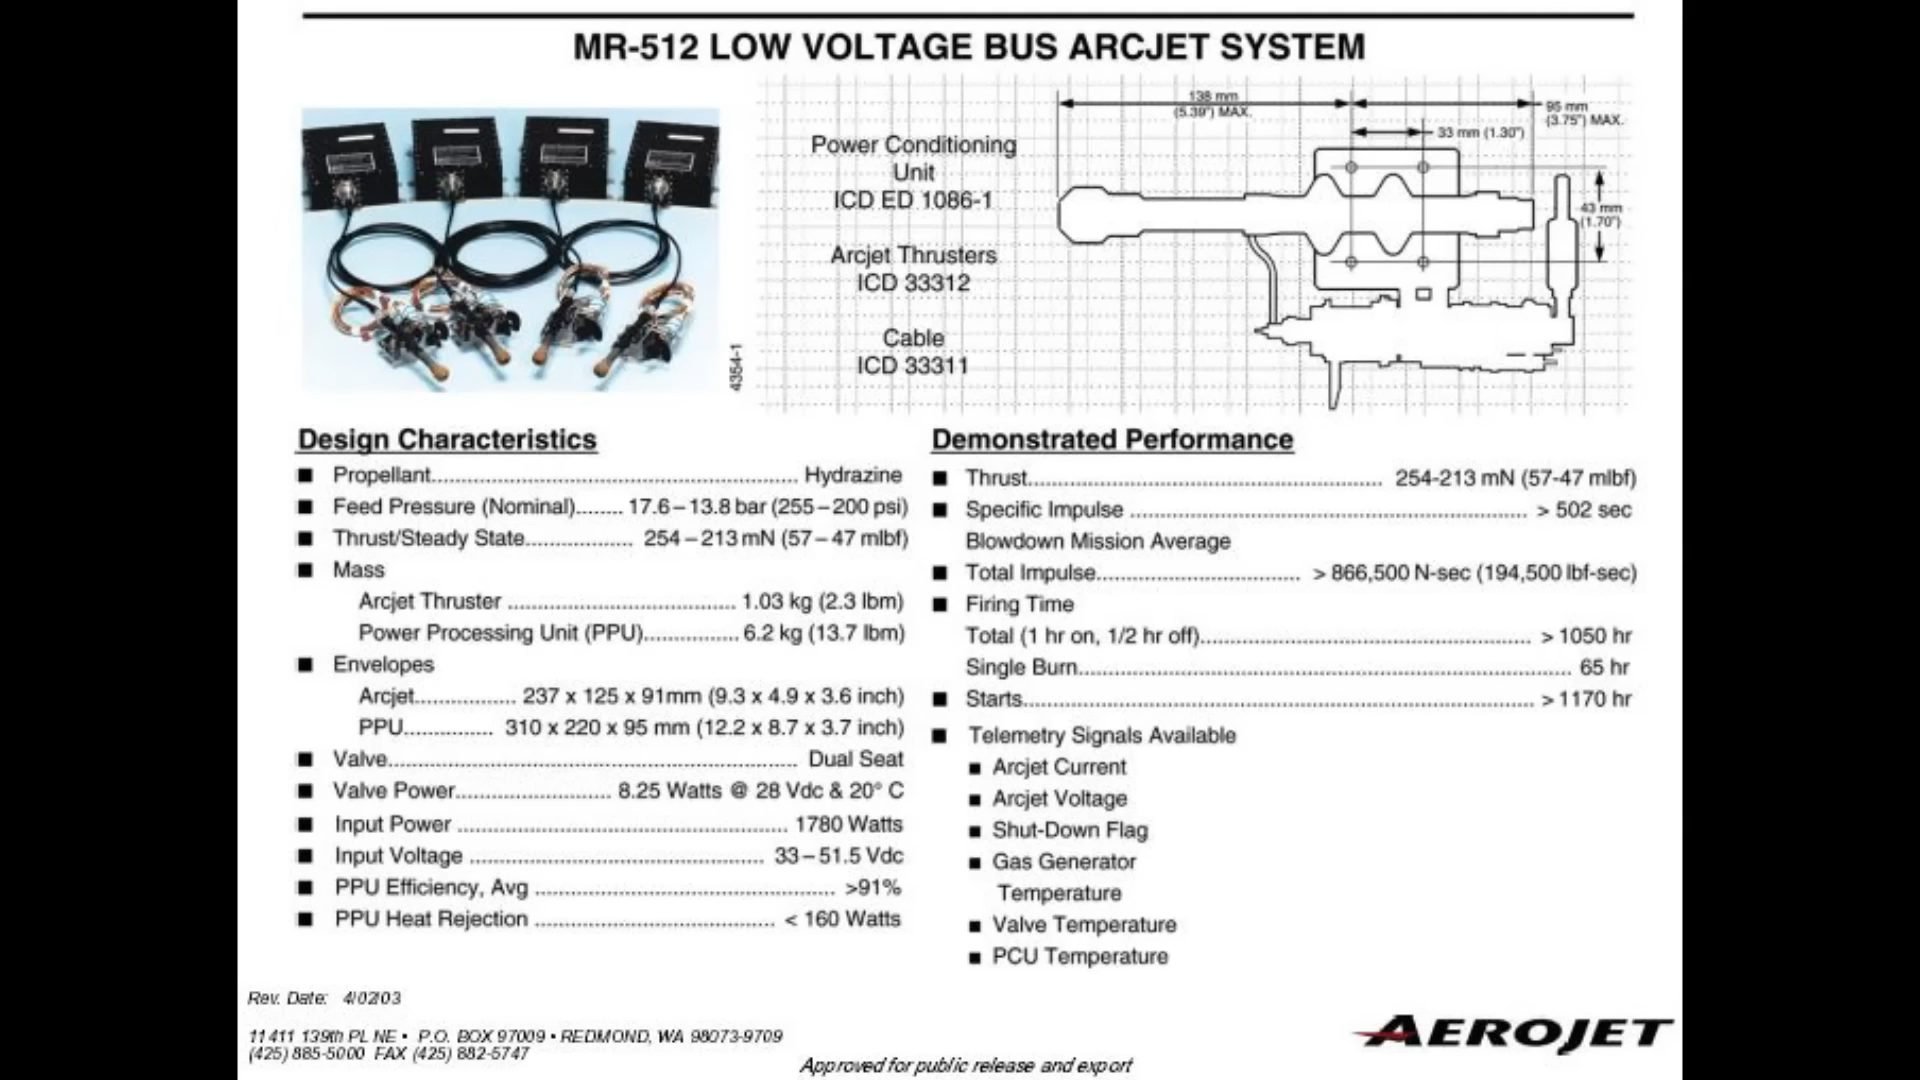 MR-512 LOW VOLTAGE BUS ARCJET SYSTEM
138 mm
(5.39") MAX.
95 mm
(3.75") MAX.
33 mm (1.30")
43 mm
(1.70")
Power Conditioning
Unit
ICD ED 1086-1
Arcjet Thrusters
ICD 33312
Cable
ICD 33311
4354-1
Design Characteristics
■ Propellant........ Hydrazine
■ Feed Pressure (Nominal)........ 17.6–13.8 bar (255–200 psi)
■ Thrust/Steady State........ 254–213 mN (57–47 mlbf)
■ Mass
Arcjet Thruster ........ 1.03 kg (2.3 lbm)
Power Processing Unit (PPU)........ 6.2 kg (13.7 lbm)
■ Envelopes
Arcjet........ 237 x 125 x 91mm (9.3 x 4.9 x 3.6 inch)
PPU........ 310 x 220 x 95 mm (12.2 x 8.7 x 3.7 inch)
■ Valve........ Dual Seat
■ Valve Power........ 8.25 Watts @ 28 Vdc & 20° C
■ Input Power ........ 1780 Watts
■ Input Voltage ........ 33–51.5 Vdc
■ PPU Efficiency, Avg ........ >91%
■ PPU Heat Rejection ........ < 160 Watts
Demonstrated Performance
■ Thrust........ 254-213 mN (57-47 mlbf)
■ Specific Impulse ........ > 502 sec
Blowdown Mission Average
■ Total Impulse........ > 866,500 N-sec (194,500 lbf-sec)
■ Firing Time
Total (1 hr on, 1/2 hr off)........ > 1050 hr
Single Burn........ 65 hr
■ Starts........ > 1170 hr
■ Telemetry Signals Available
■ Arcjet Current
■ Arcjet Voltage
■ Shut-Down Flag
■ Gas Generator
Temperature
■ Valve Temperature
■ PCU Temperature
Rev. Date: 4/02/03
11411 139th PL NE • P.O. BOX 97009 • REDMOND, WA 98073-9709
(425) 885-5000 FAX (425) 882-5747
Approved for public release and export
AEROJET